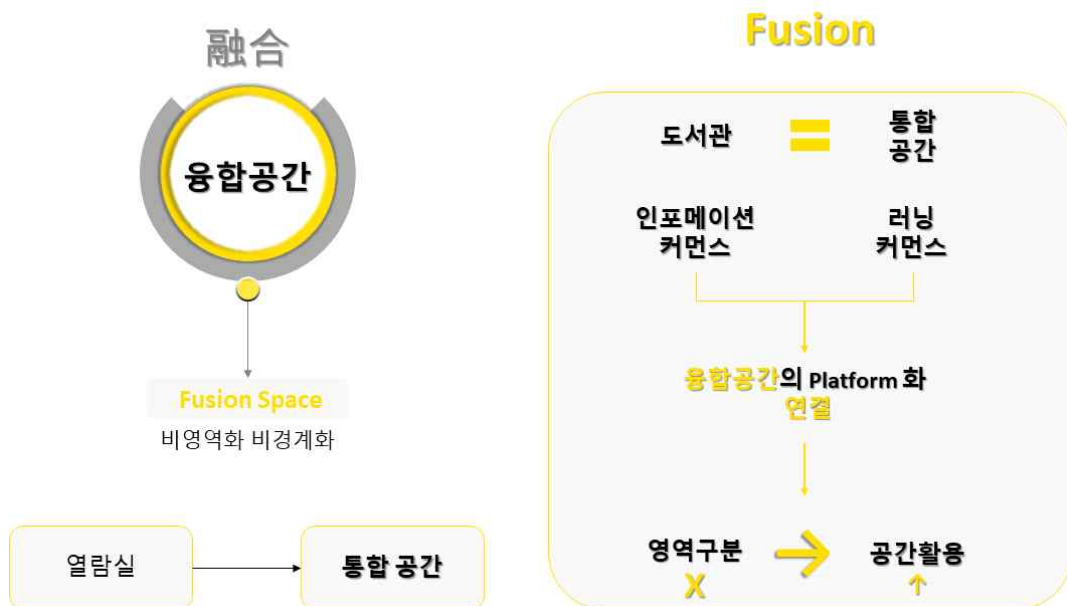 融合
융합공간
Fusion Space
비영역화 비경계화
열람실
통합 공간
Fusion
도서관
통합
공간
인포메이션
커먼스
러닝
커먼스
융합공간의 Platform 화
연결
영역구분
X
공간활용
↑